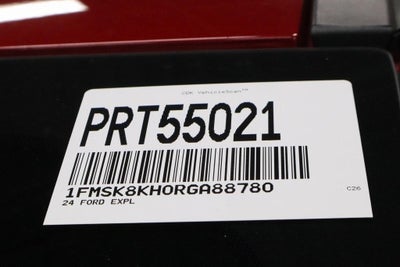 CDK VehicleScan™
PRT55021
1FMSK8KH0RGA88780
24 FORD EXPL
C26